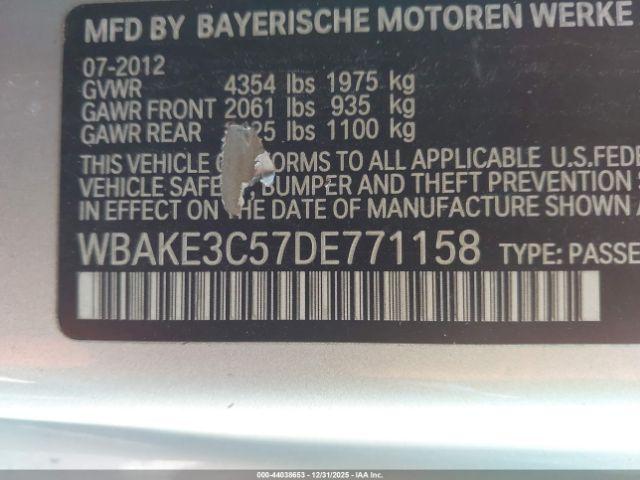 MFD BY BAYERISCHE MOTOREN WERKE
07-2012
GVWR 4354 lbs 1975 kg
GAWR FRONT 2061 lbs 935 kg
GAWR REAR lbs 1100 kg
THIS VEHICLE TO ALL APPLICABLE U.S.FEDE
VEHICLE BUMPER AND THEFT PREVENTION
IN EFFECT ON THE DATE OF MANUFACTURE SHOWN
WBAKE3C57DE771158 TYPE: PASSE
000-44038653 - 12/31/2025 - IAA Inc.